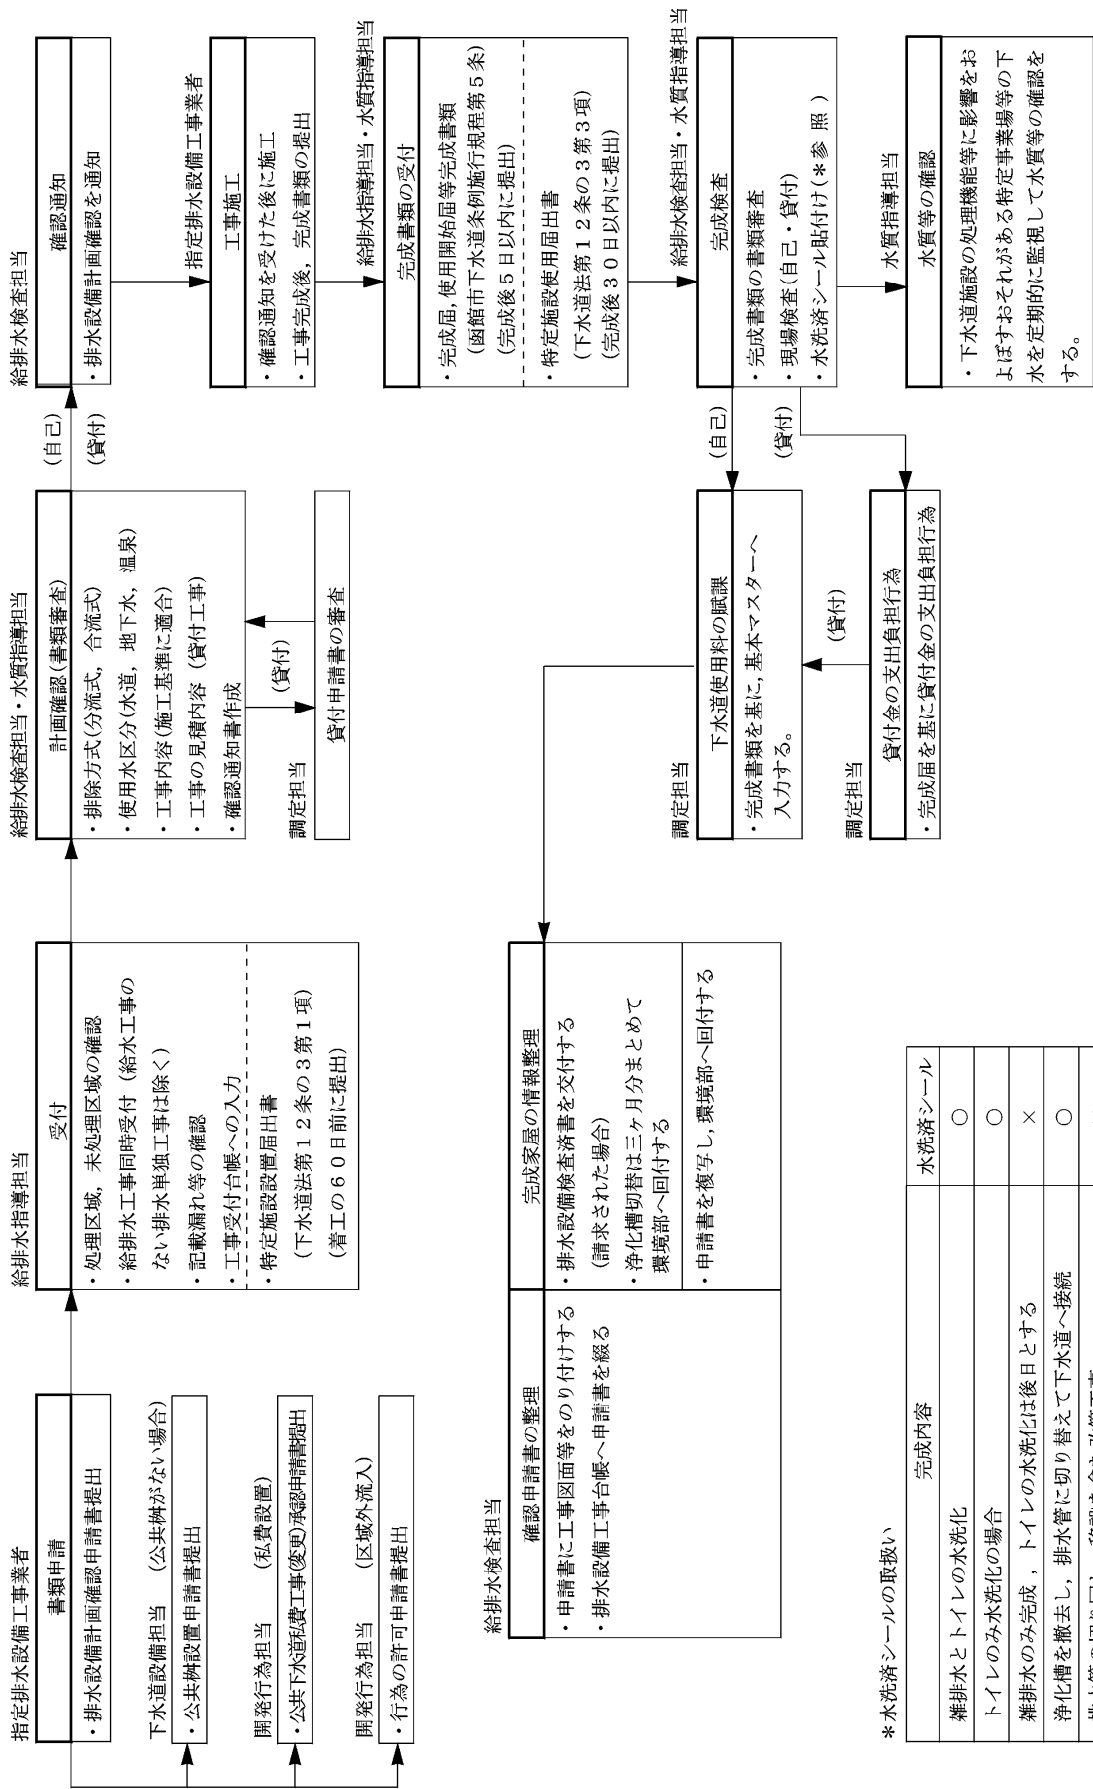 指定排水設備工事業者
書類申請
・排水設備計画確認申請書提出
下水道設備担当　(公共桝がない場合)
・公共桝設置申請書提出
開発行為担当　(私費設置)
・公共下水道私費工事(変更)承認申請書提出
開発行為担当　(区域外流入)
・行為の許可申請書提出
給排水指導担当
受付
・処理区域，未処理区域の確認
・給排水工事同時受付（給水工事の
ない排水単独工事は除く）
・記載漏れ等の確認
・工事受付台帳への入力
・特定施設設置届出書
(下水道法第１２条の３第１項)
(着工の６０日前に提出)
給排水検査担当・水質指導担当
計画確認(書類審査)
・排除方式(分流式，合流式)
・使用水区分(水道，地下水，温泉)
・工事内容(施工基準に適合)
・工事の見積内容（貸付工事）
・確認通知書作成
(貸付)
調定担当
貸付申請書の審査
(自己)
(貸付)
給排水検査担当
確認通知
・排水設備計画確認を通知
指定排水設備工事業者
工事施工
・確認通知を受けた後に施工
・工事完成後，完成書類の提出
給排水指導担当・水質指導担当
完成書類の受付
・完成届,使用開始届等完成書類
(函館市下水道条例施行規程第５条)
(完成後５日以内に提出)
・特定施設使用届出書
(下水道法第１２条の３第３項)
(完成後３０日以内に提出)
給排水検査担当・水質指導担当
完成検査
・完成書類の書類審査
・現場検査(自己・貸付)
・水洗済シール貼付け(＊参照)
水質指導担当
水質等の確認
・下水道施設の処理機能等に影響をお
よぼすおそれがある特定事業場等の下
水を定期的に監視して水質等の確認を
する。
(自己)
(貸付)
調定担当
下水道使用料の賦課
・完成書類を基に,基本マスターへ
入力する。
(貸付)
調定担当
貸付金の支出負担行為
・完成届を基に貸付金の支出負担行為
給排水検査担当
確認申請書の整理
・申請書に工事図面等をのり付けする
・排水設備工事台帳へ申請書を綴る
完成家屋の情報整理
・排水設備検査済書を交付する
(請求された場合)
・浄化槽切替は三ヶ月分まとめて
環境部へ回付する
・申請書を複写し,環境部へ回付する
＊水洗済シールの取扱い
完成内容　水洗済シール
雑排水とトイレの水洗化　○
トイレのみ水洗化の場合　○
雑排水のみ完成，トイレの水洗化は後日とする　×
浄化槽を撤去し，排水管に切り替えて下水道へ接続　○